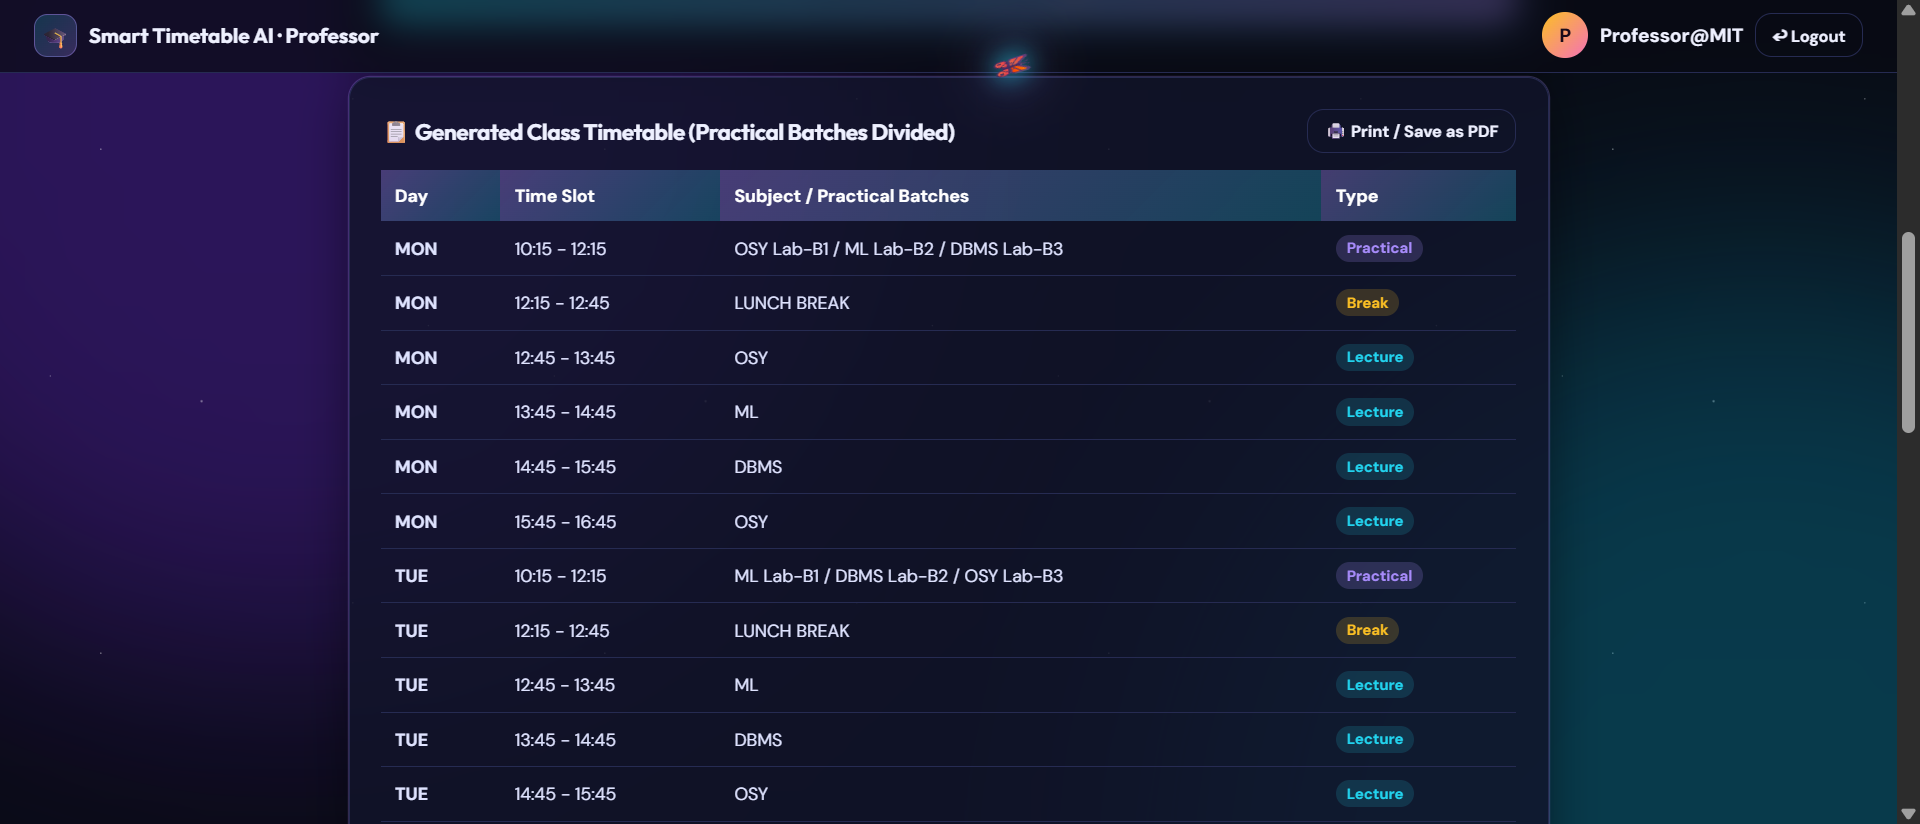 Smart Timetable AI · Professor
P Professor@MIT Logout
Generated Class Timetable (Practical Batches Divided)
Print / Save as PDF
Day Time Slot Subject / Practical Batches Type
MON 10:15 - 12:15 OSY Lab-B1 / ML Lab-B2 / DBMS Lab-B3 Practical
MON 12:15 - 12:45 LUNCH BREAK Break
MON 12:45 - 13:45 OSY Lecture
MON 13:45 - 14:45 ML Lecture
MON 14:45 - 15:45 DBMS Lecture
MON 15:45 - 16:45 OSY Lecture
TUE 10:15 - 12:15 ML Lab-B1 / DBMS Lab-B2 / OSY Lab-B3 Practical
TUE 12:15 - 12:45 LUNCH BREAK Break
TUE 12:45 - 13:45 ML Lecture
TUE 13:45 - 14:45 DBMS Lecture
TUE 14:45 - 15:45 OSY Lecture